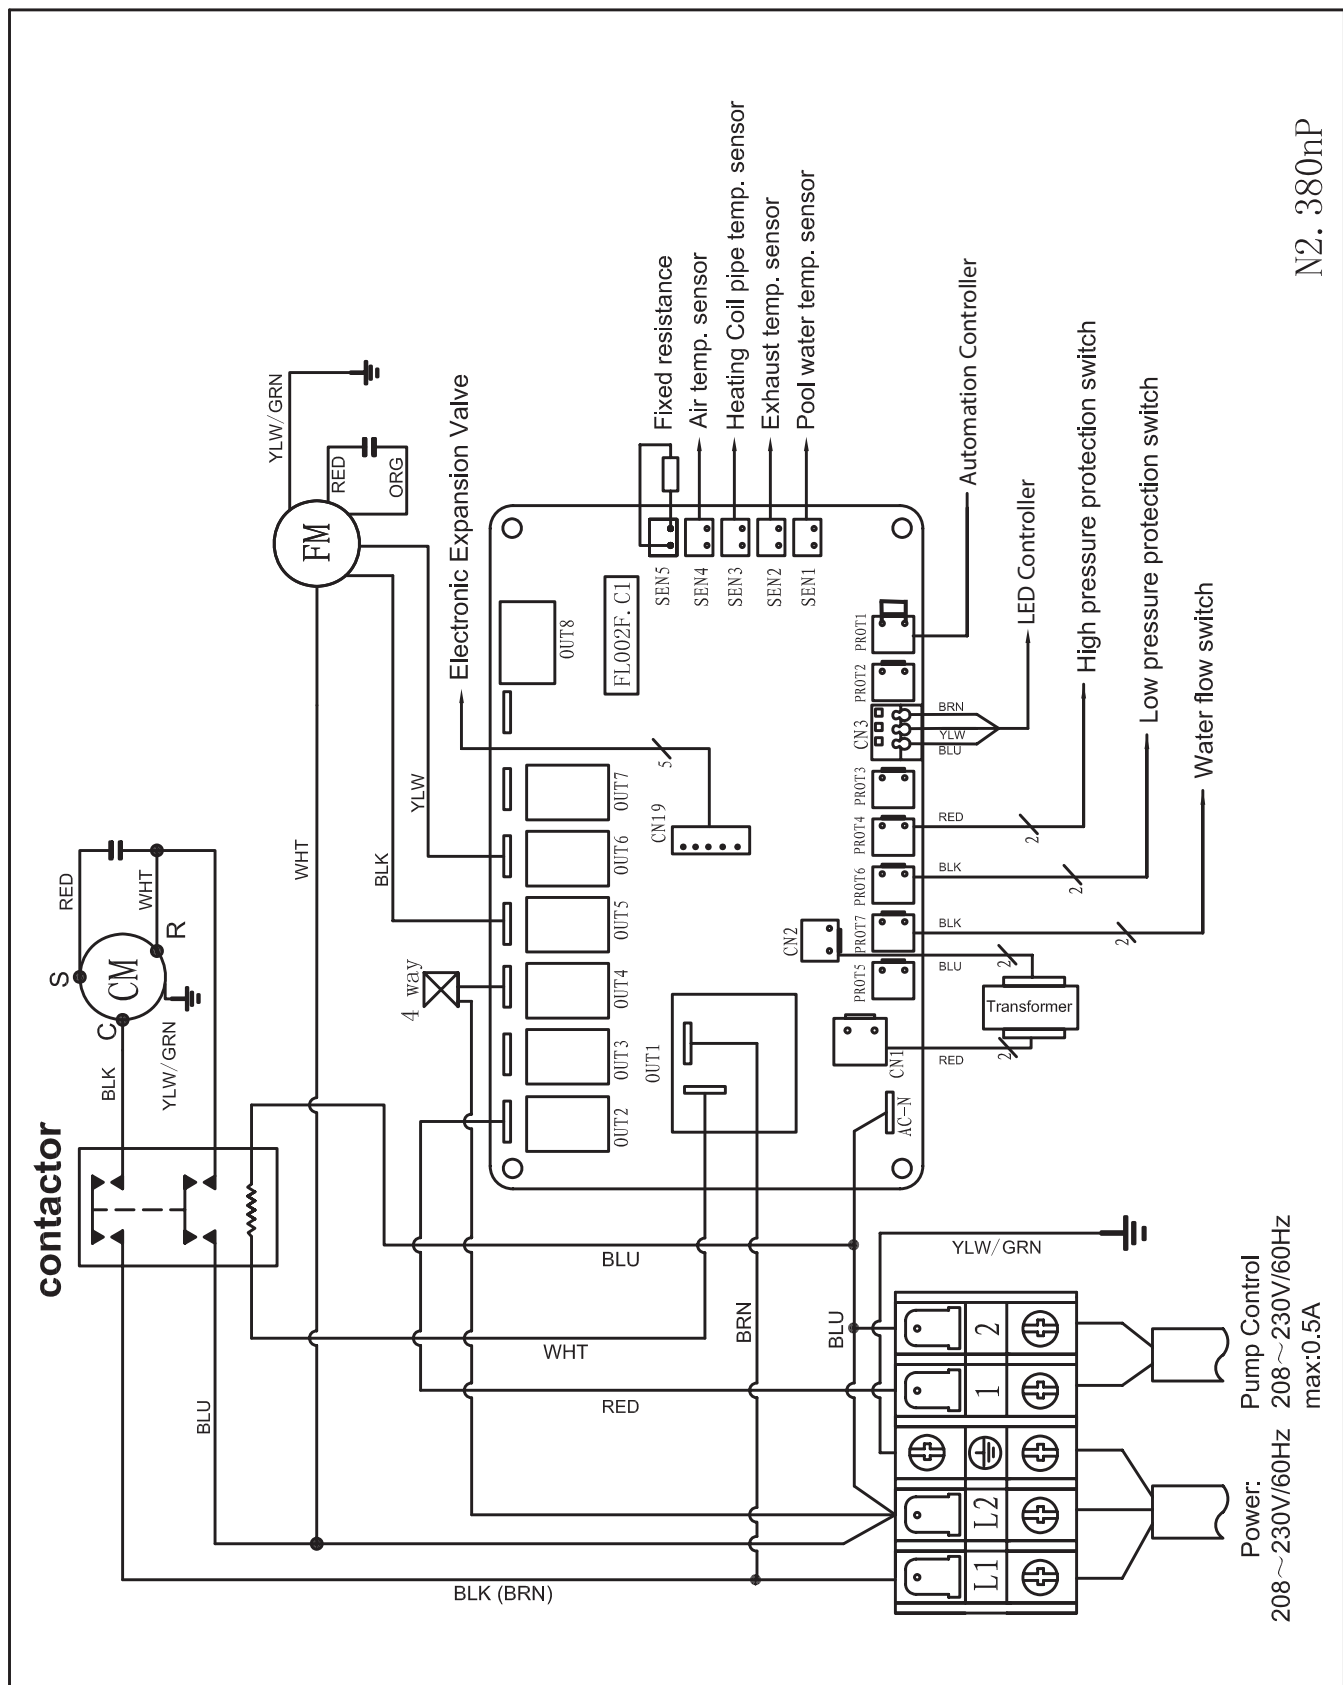 contactor
S
CM
R
C
RED
WHT
BLK
YLW/GRN
YLW/GRN
FM
RED
ORG
WHT
BLK
YLW
4 way
Electronic Expansion Valve
OUT2
OUT3
OUT4
OUT5
OUT6
OUT7
OUT8
FL002F.C1
CN19
5
OUT1
SEN5
SEN4
SEN3
SEN2
SEN1
Fixed resistance
Air temp. sensor
Heating Coil pipe temp. sensor
Exhaust temp. sensor
Pool water temp. sensor
AC-N
CN1
CN2
PROT5
PROT7
PROT6
PROT4
PROT3
CN3
PROT2
PROT1
RED
BLU
BLK
BLK
RED
BLU
YLW
BRN
2
2
2
2
2
Transformer
Automation Controller
LED Controller
High pressure protection switch
Low pressure protection switch
Water flow switch
BLU
WHT
RED
BRN
BLU
BLU
BLK (BRN)
YLW/GRN
L1
L2
1
2
Power:
208～230V/60Hz
Pump Control
208～230V/60Hz
max:0.5A
N2. 380nP